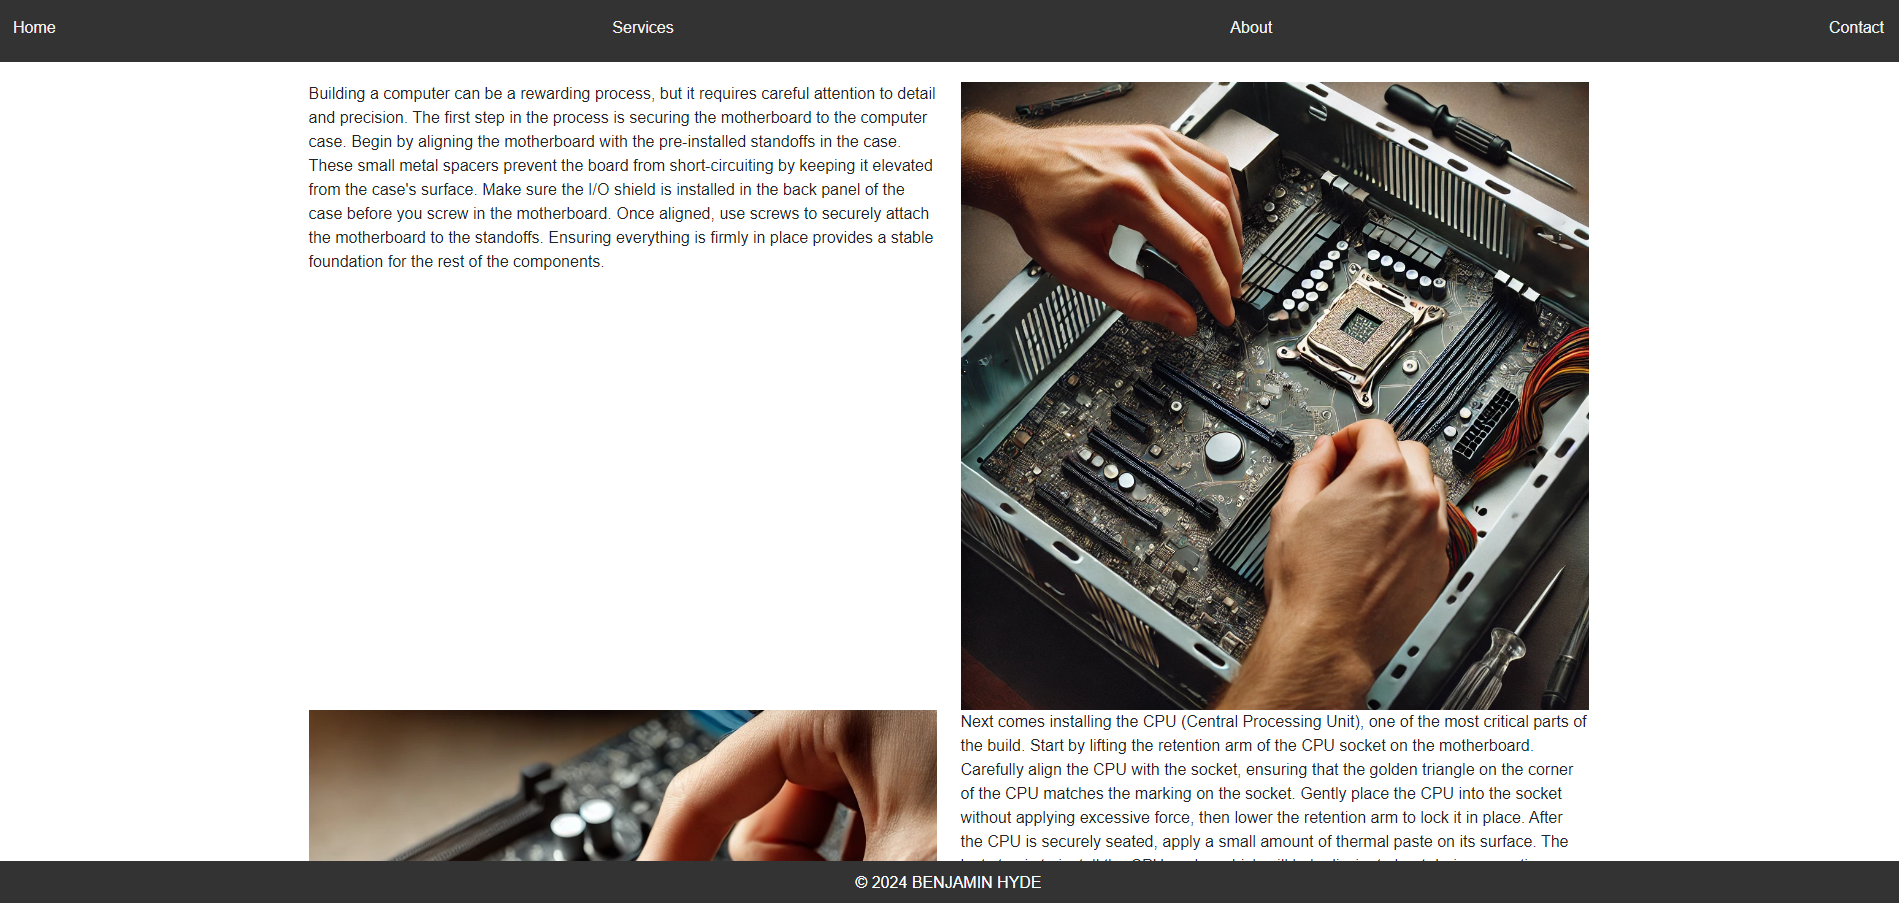 Home
Services
About
Contact
Building a computer can be a rewarding process, but it requires careful attention to detail
and precision. The first step in the process is securing the motherboard to the computer
case. Begin by aligning the motherboard with the pre-installed standoffs in the case.
These small metal spacers prevent the board from short-circuiting by keeping it elevated
from the case's surface. Make sure the I/O shield is installed in the back panel of the
case before you screw in the motherboard. Once aligned, use screws to securely attach
the motherboard to the standoffs. Ensuring everything is firmly in place provides a stable
foundation for the rest of the components.
Next comes installing the CPU (Central Processing Unit), one of the most critical parts of
the build. Start by lifting the retention arm of the CPU socket on the motherboard.
Carefully align the CPU with the socket, ensuring that the golden triangle on the corner
of the CPU matches the marking on the socket. Gently place the CPU into the socket
without applying excessive force, then lower the retention arm to lock it in place. After
the CPU is securely seated, apply a small amount of thermal paste on its surface. The
© 2024 BENJAMIN HYDE